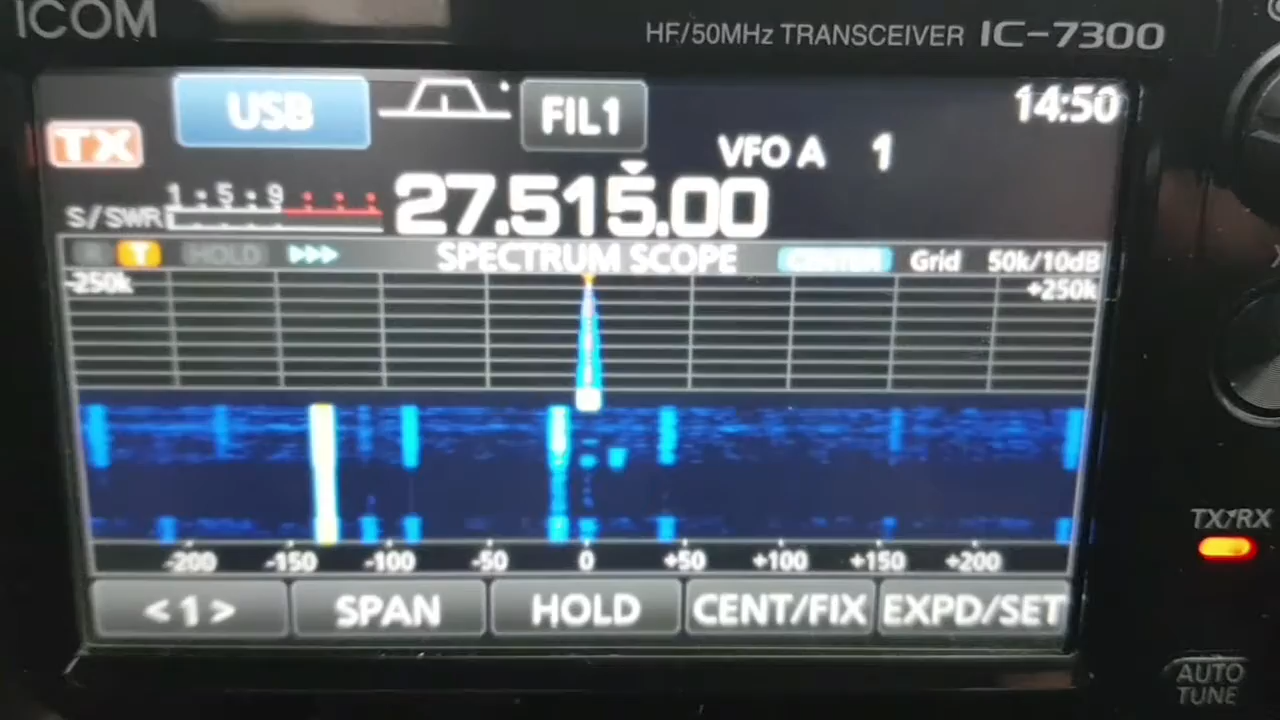 ICOM
HF/50MHz TRANSCEIVER IC-7300
USB FIL1 14:50
TX
VFO A 1
1 • 5 • 9
S/SWR
27.515.00
T HOLD SPECTRUM SCOPE CENTER Grid 50k/10dB
-250k +250k
-200 -150 -100 -50 0 +50 +100 +150 +200
<1> SPAN HOLD CENT/FIX EXPD/SET
TX/RX
AUTO
TUNE